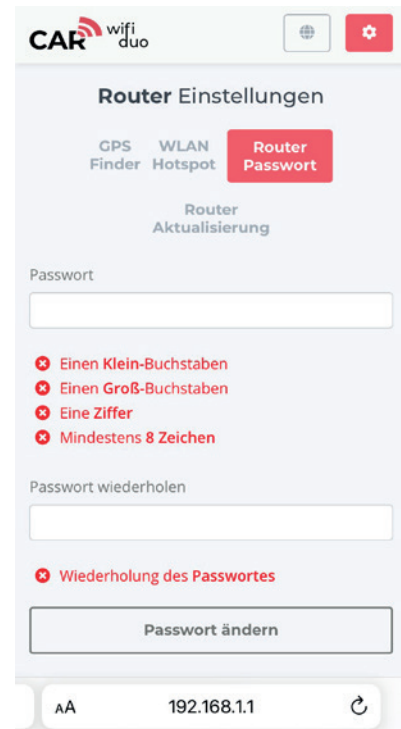 CAR wifi duo
Router Einstellungen
GPS Finder
WLAN Hotspot
Router Passwort
Router Aktualisierung
Passwort
Einen Klein-Buchstaben
Einen Groß-Buchstaben
Eine Ziffer
Mindestens 8 Zeichen
Passwort wiederholen
Wiederholung des Passwortes
Passwort ändern
AA 192.168.1.1